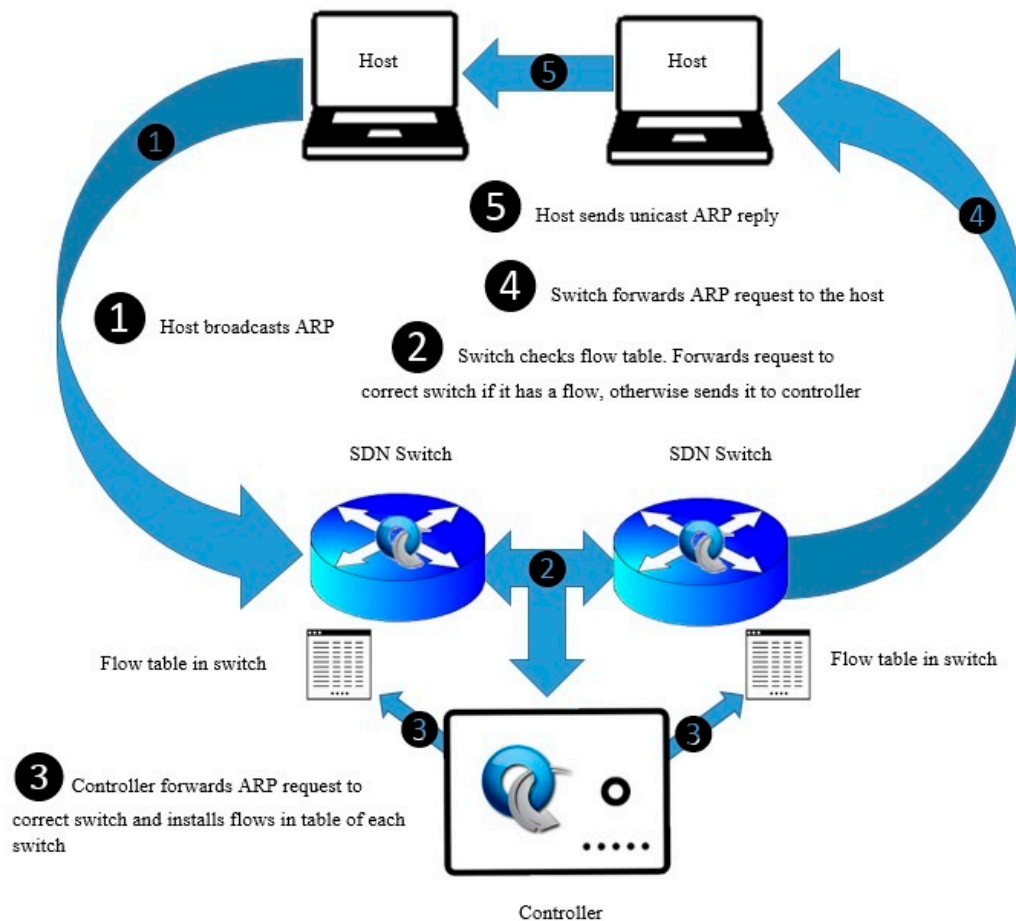 Host
Host
5
1
4
5 Host sends unicast ARP reply
4 Switch forwards ARP request to the host
1 Host broadcasts ARP
2 Switch checks flow table. Forwards request to
correct switch if it has a flow, otherwise sends it to controller
SDN Switch
SDN Switch
2
Flow table in switch
Flow table in switch
3
3
3 Controller forwards ARP request to
correct switch and installs flows in table of each
switch
Controller